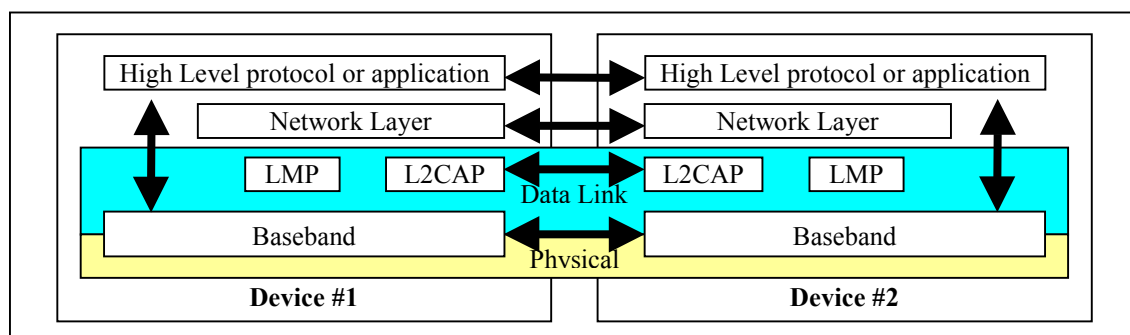 High Level protocol or application High Level protocol or application
Network Layer Network Layer
LMP L2CAP L2CAP LMP
Data Link
Baseband Baseband
Physical
Device #1 Device #2